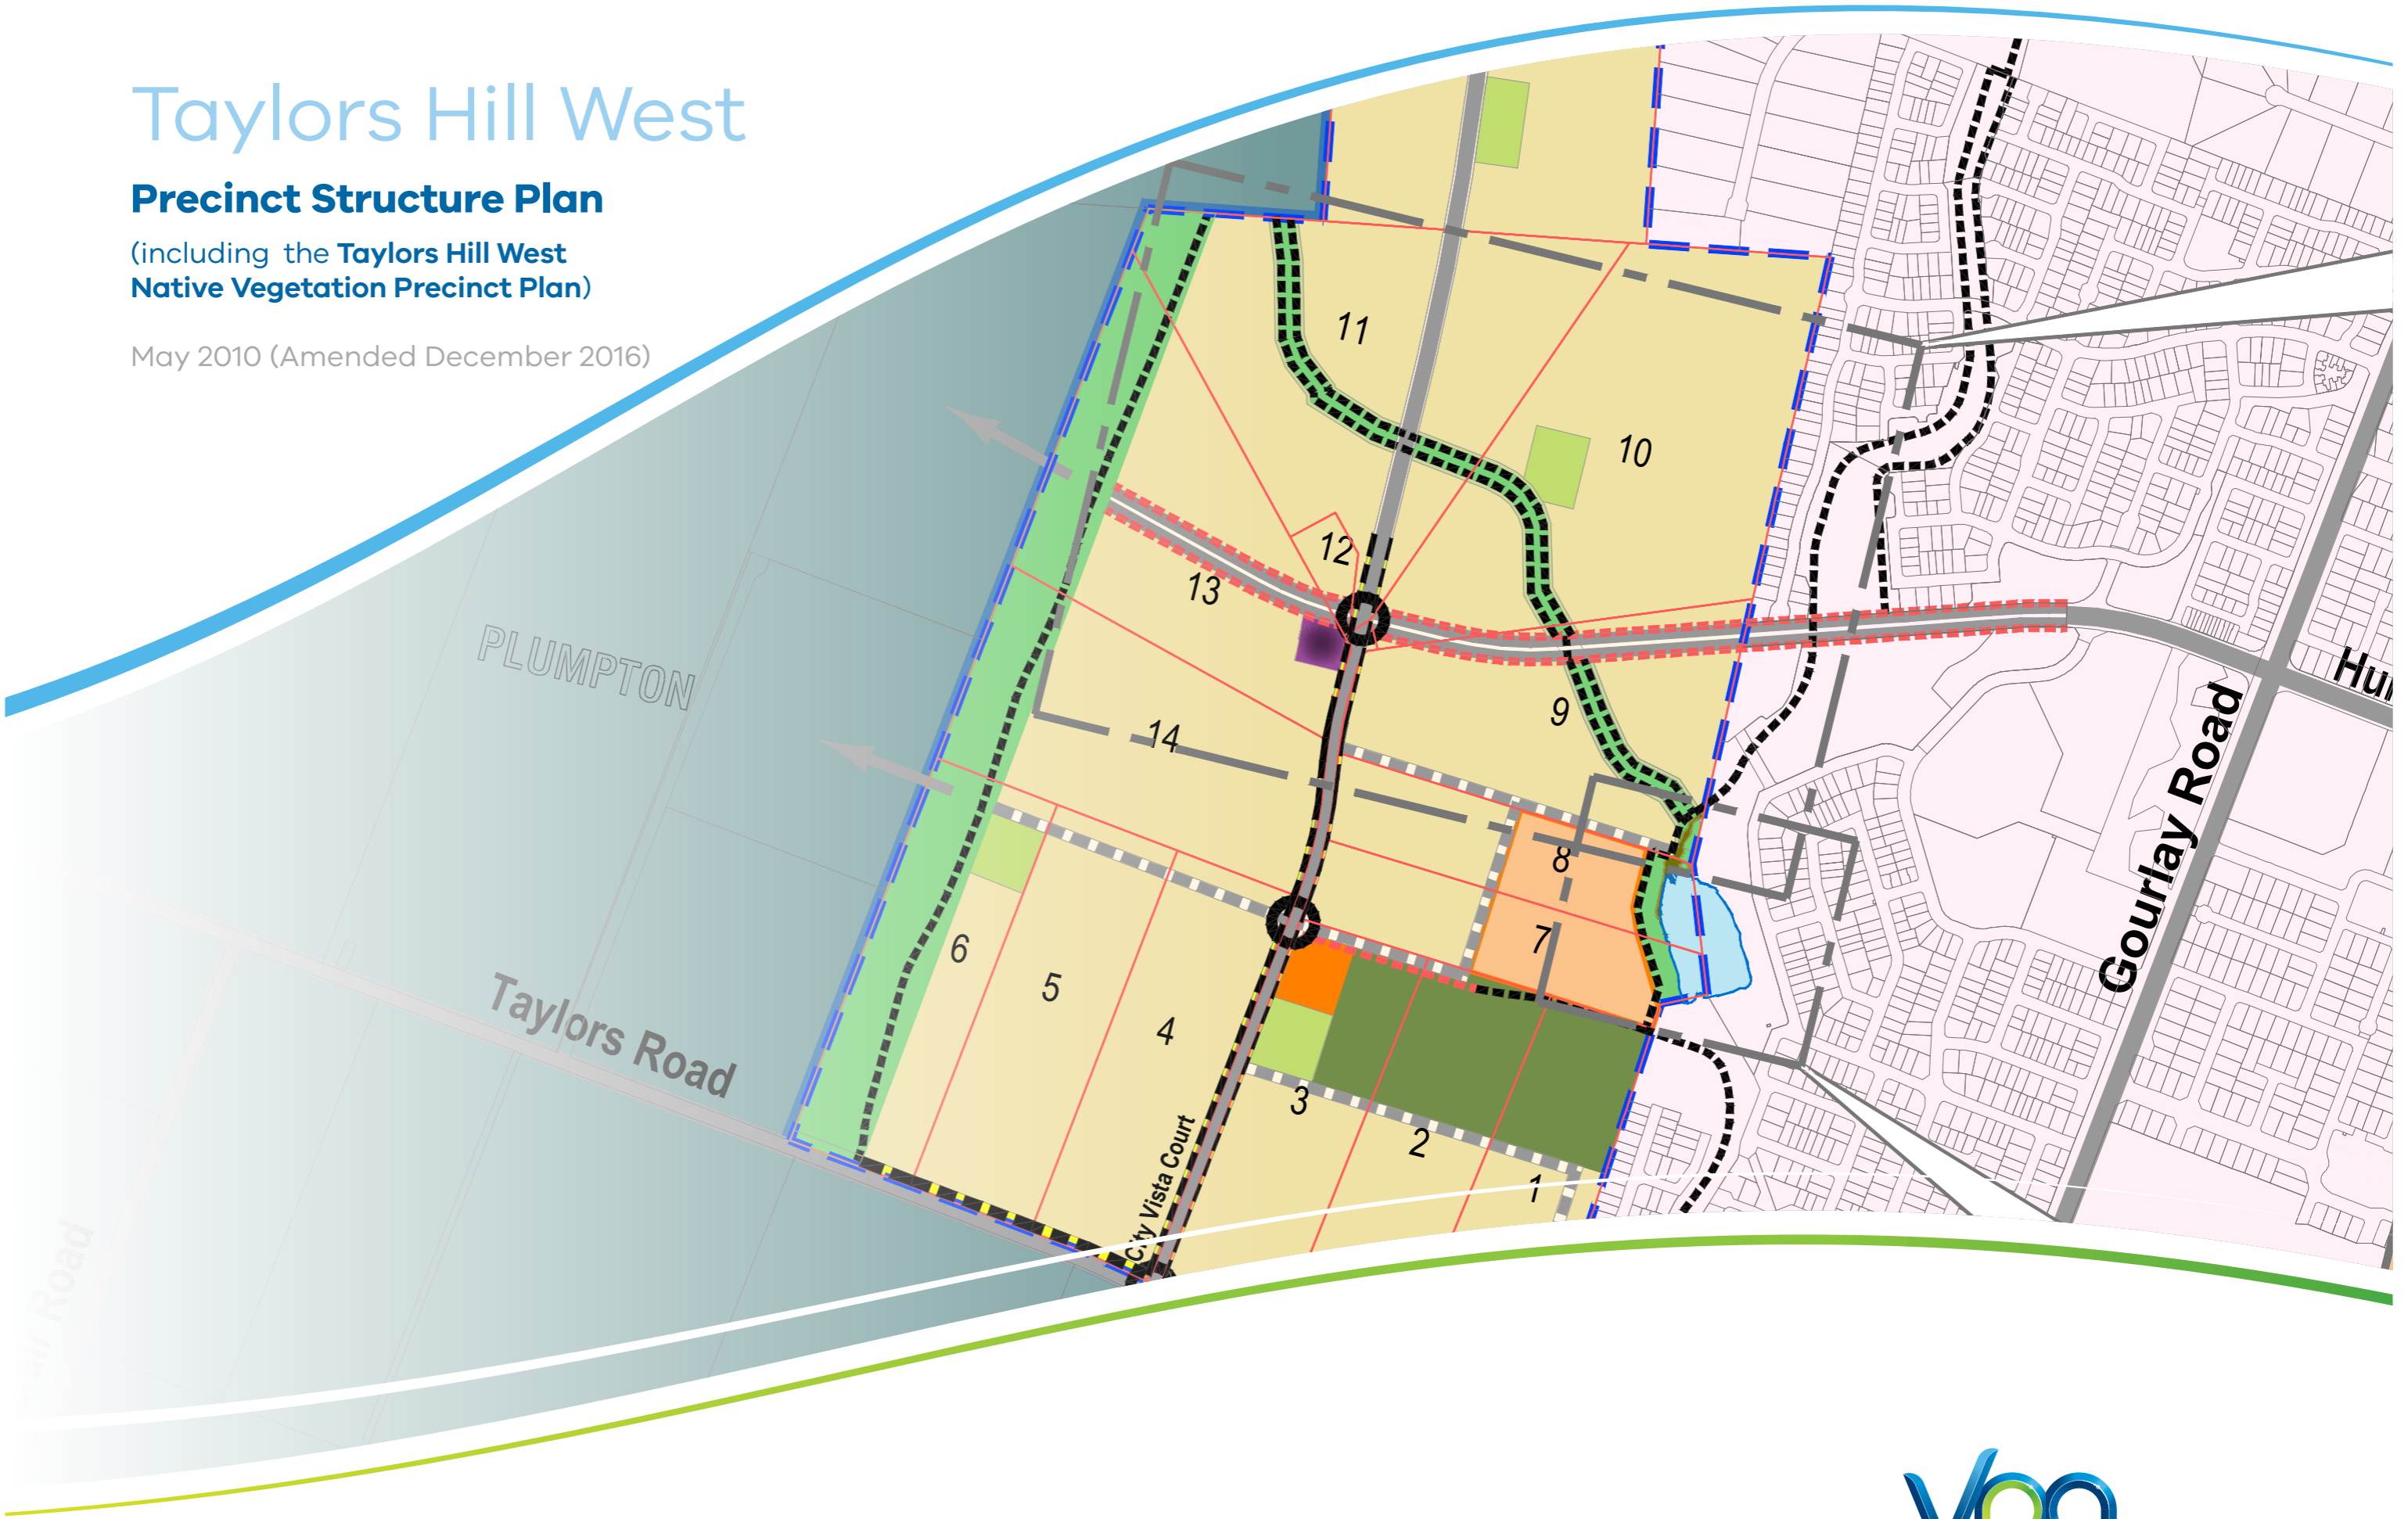 Taylors Hill West
Precinct Structure Plan
(including the Taylors Hill West
Native Vegetation Precinct Plan)
May 2010 (Amended December 2016)
11
10
12
13
PLUMPTON
9
14
8
7
6
5
4
3
2
1
Taylors Road
City Vista Court
Gourlay Road
Road